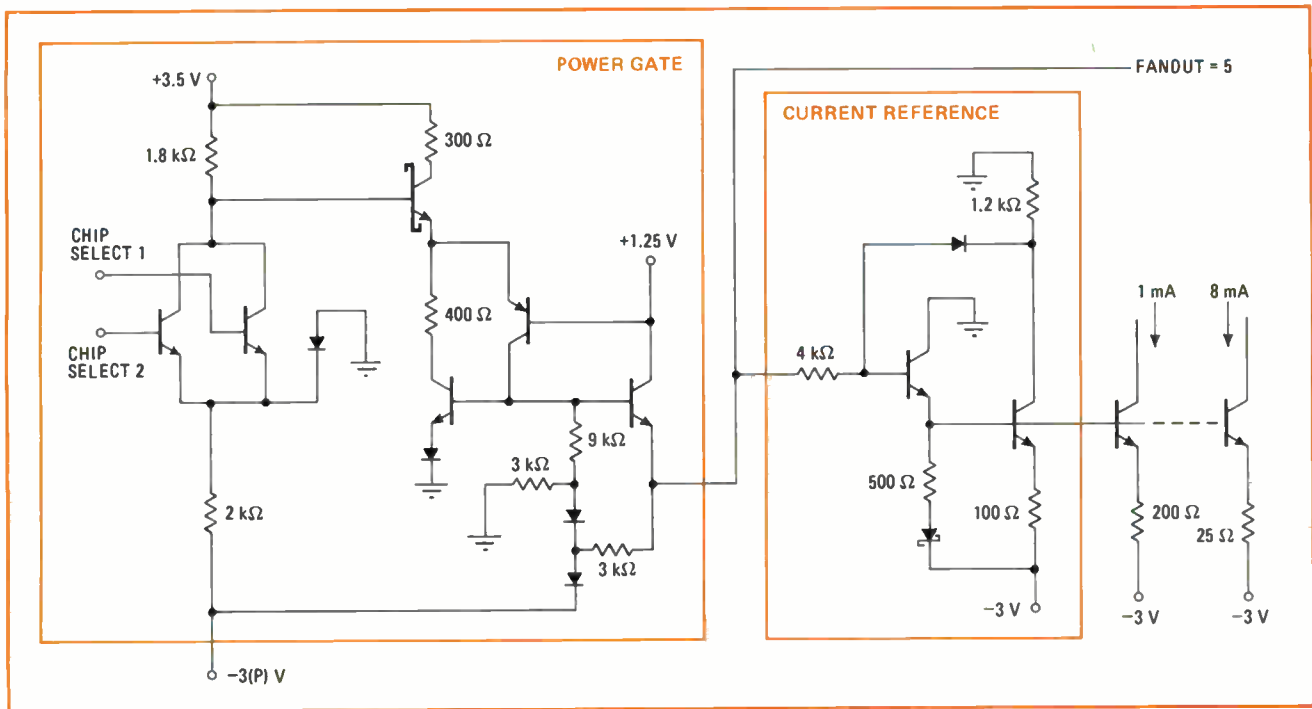 POWER GATE
+3.5 V
1.8 kΩ
300 Ω
CHIP
SELECT 1
CHIP
SELECT 2
400 Ω
+1.25 V
9 kΩ
3 kΩ
3 kΩ
2 kΩ
−3(P) V
FANOUT = 5
CURRENT REFERENCE
1.2 kΩ
4 kΩ
500 Ω
100 Ω
−3 V
1 mA
8 mA
200 Ω
25 Ω
−3 V
−3 V